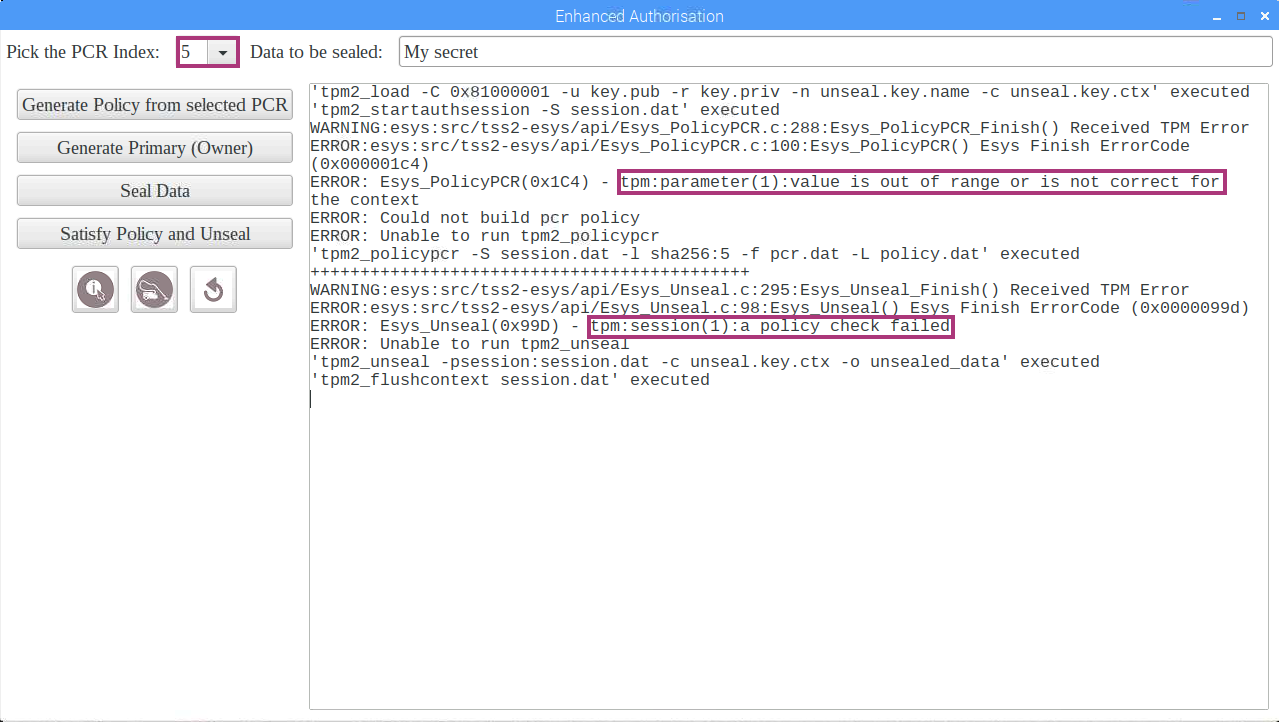 Enhanced Authorisation
Pick the PCR Index: 5 Data to be sealed: My secret
Generate Policy from selected PCR
Generate Primary (Owner)
Seal Data
Satisfy Policy and Unseal
'tpm2_load -C 0x81000001 -u key.pub -r key.priv -n unseal.key.name -c unseal.key.ctx' executed
'tpm2_startauthsession -S session.dat' executed
WARNING:esys:src/tss2-esys/api/Esys_PolicyPCR.c:288:Esys_PolicyPCR_Finish() Received TPM Error
ERROR:esys:src/tss2-esys/api/Esys_PolicyPCR.c:100:Esys_PolicyPCR() Esys Finish ErrorCode
(0x000001c4)
ERROR: Esys_PolicyPCR(0x1C4) - tpm:parameter(1):value is out of range or is not correct for
the context
ERROR: Could not build pcr policy
ERROR: Unable to run tpm2_policypcr
'tpm2_policypcr -S session.dat -l sha256:5 -f pcr.dat -L policy.dat' executed
++++++++++++++++++++++++++++++++++++++++++++
WARNING:esys:src/tss2-esys/api/Esys_Unseal.c:295:Esys_Unseal_Finish() Received TPM Error
ERROR:esys:src/tss2-esys/api/Esys_Unseal.c:98:Esys_Unseal() Esys Finish ErrorCode (0x0000099d)
ERROR: Esys_Unseal(0x99D) - tpm:session(1):a policy check failed
ERROR: Unable to run tpm2_unseal
'tpm2_unseal -psession:session.dat -c unseal.key.ctx -o unsealed_data' executed
'tpm2_flushcontext session.dat' executed